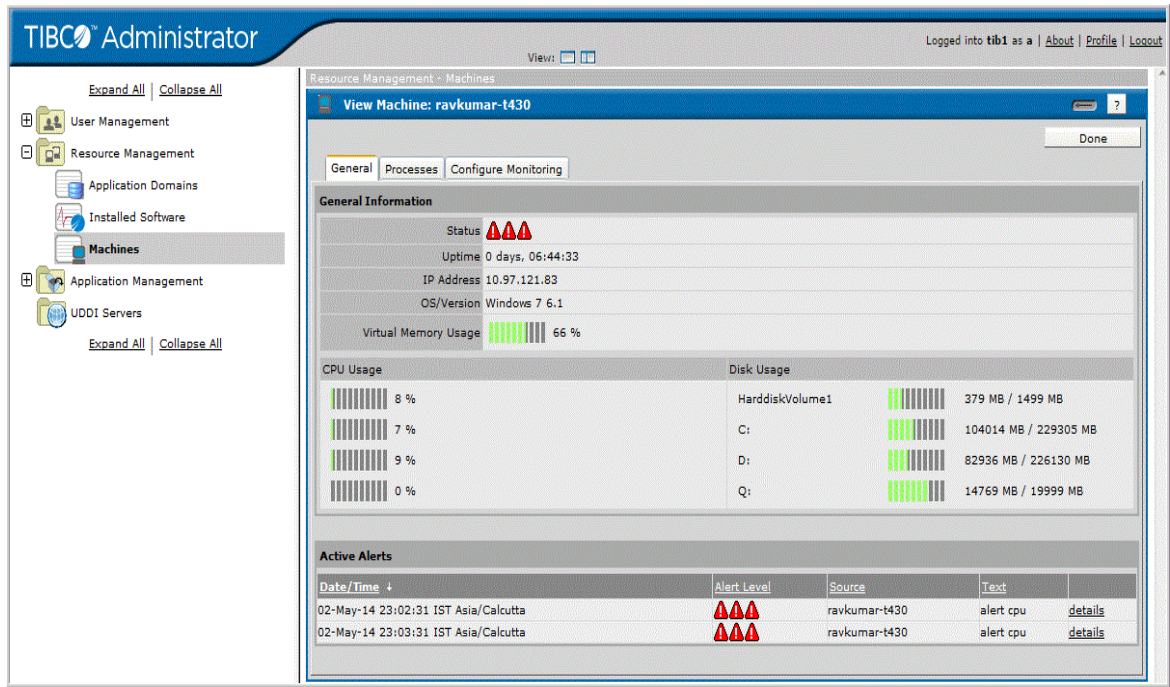 TIBCO™ Administrator
View:
Logged into tib1 as a | About | Profile | Logout
Expand All | Collapse All
User Management
Resource Management
Application Domains
Installed Software
Machines
Application Management
UDDI Servers
Expand All | Collapse All
Resource Management - Machines
View Machine: ravkumar-t430
?
Done
General Processes Configure Monitoring
General Information
Status
Uptime 0 days, 06:44:33
IP Address 10.97.121.83
OS/Version Windows 7 6.1
Virtual Memory Usage 66 %
CPU Usage
8 %
7 %
9 %
0 %
Disk Usage
HarddiskVolume1 379 MB / 1499 MB
C: 104014 MB / 229305 MB
D: 82936 MB / 226130 MB
Q: 14769 MB / 19999 MB
Active Alerts
Date/Time ↓ Alert Level Source Text
02-May-14 23:02:31 IST Asia/Calcutta ravkumar-t430 alert cpu details
02-May-14 23:03:31 IST Asia/Calcutta ravkumar-t430 alert cpu details